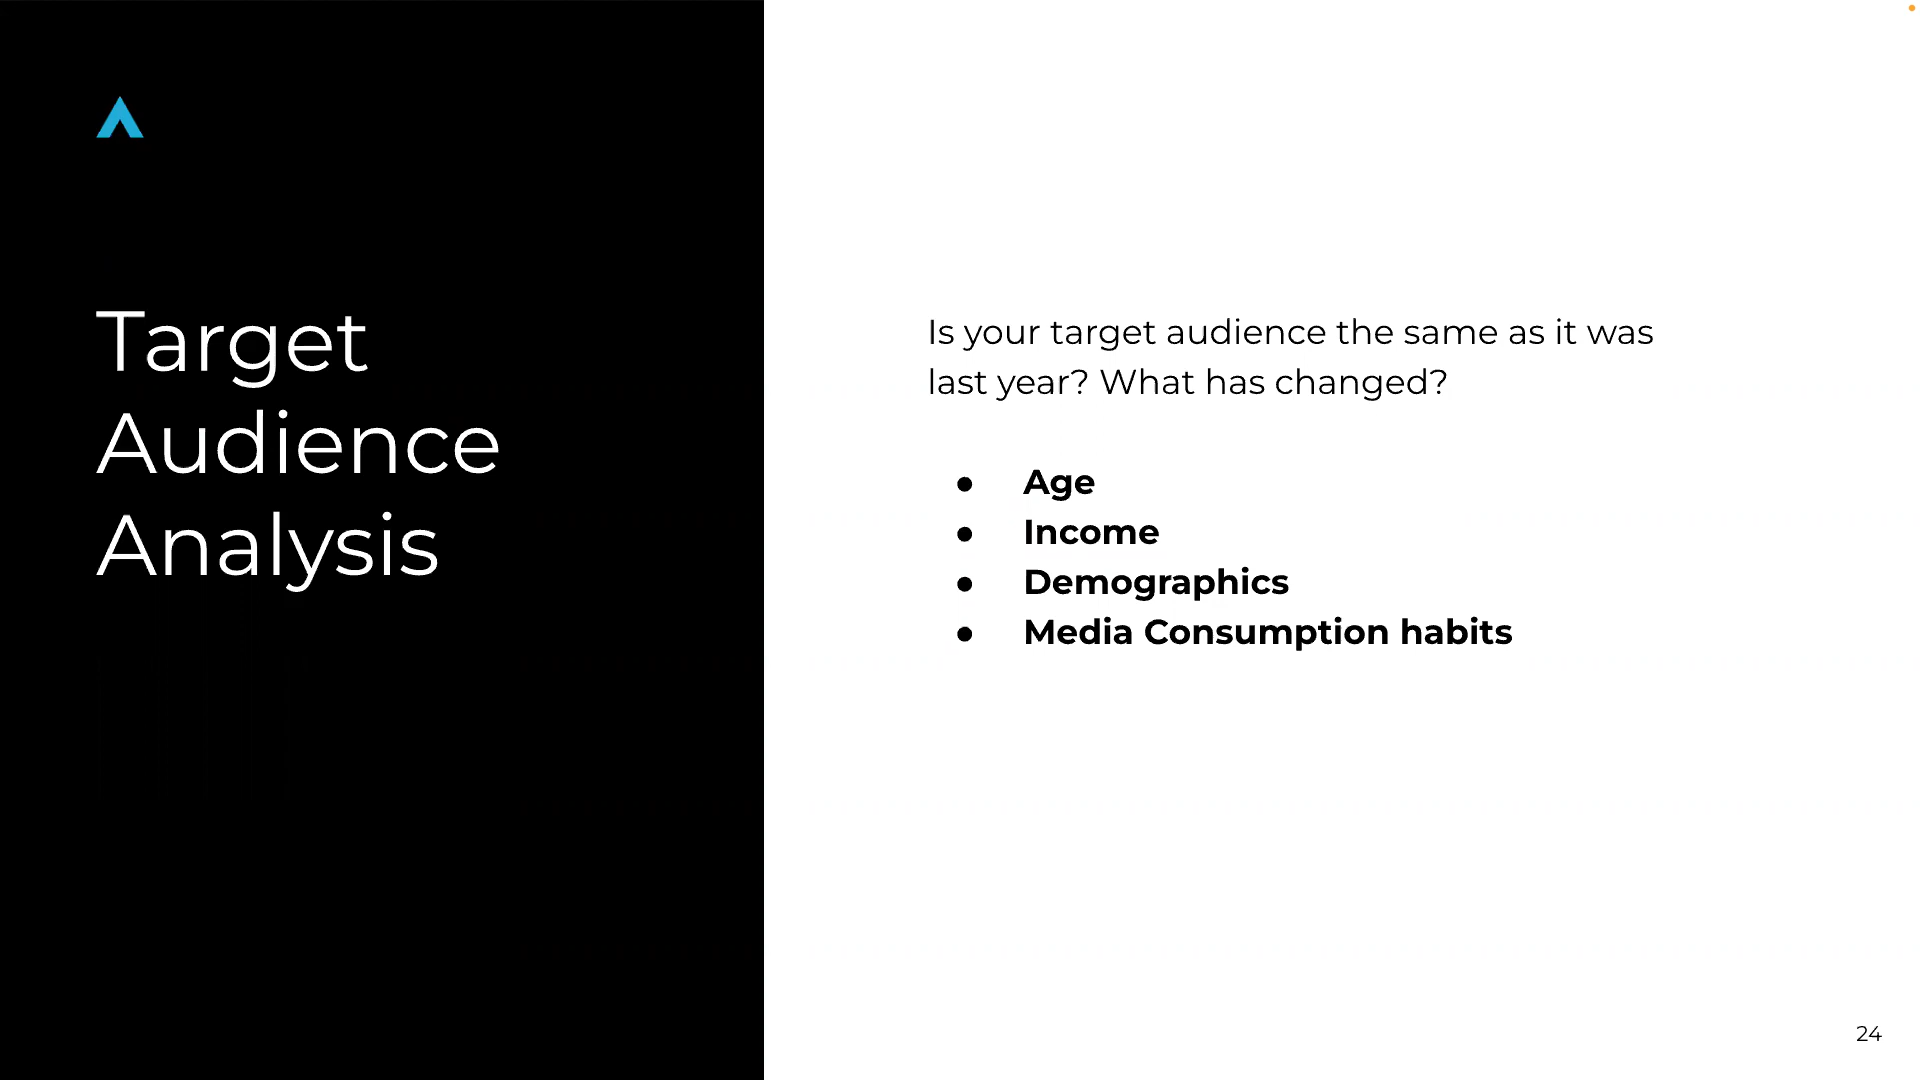 Target
Audience
Analysis
Is your target audience the same as it was
last year? What has changed?
● Age
● Income
● Demographics
● Media Consumption habits
24